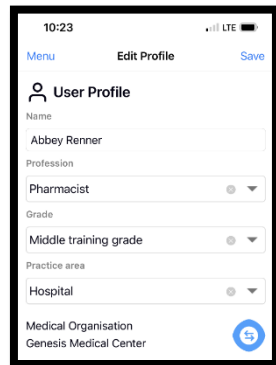 10:23 LTE
Menu Edit Profile Save
User Profile
Name
Abbey Renner
Profession
Pharmacist
Grade
Middle training grade
Practice area
Hospital
Medical Organisation
Genesis Medical Center